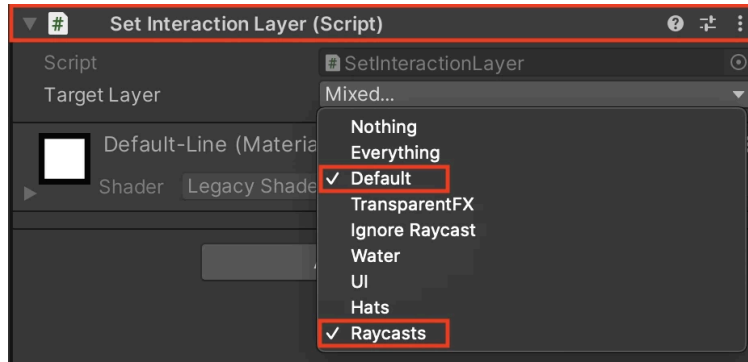 Set Interaction Layer (Script)
Script
SetInteractionLayer
Target Layer
Mixed...
Nothing
Default-Line (Materia
Everything
Default
Shader
Legacy Shade
TransparentFX
Ignore Raycast
Water
UI
Hats
Raycasts